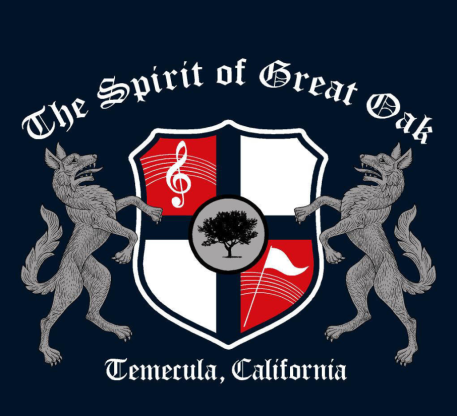 The Spirit of Great Oak
Temecula, California